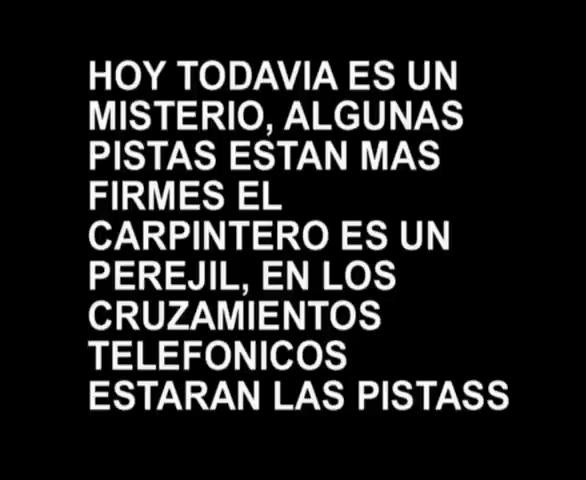 HOY TODAVIA ES UN
MISTERIO, ALGUNAS
PISTAS ESTAN MAS
FIRMES EL
CARPINTERO ES UN
PEREJIL, EN LOS
CRUZAMIENTOS
TELEFONICOS
ESTARAN LAS PISTASS